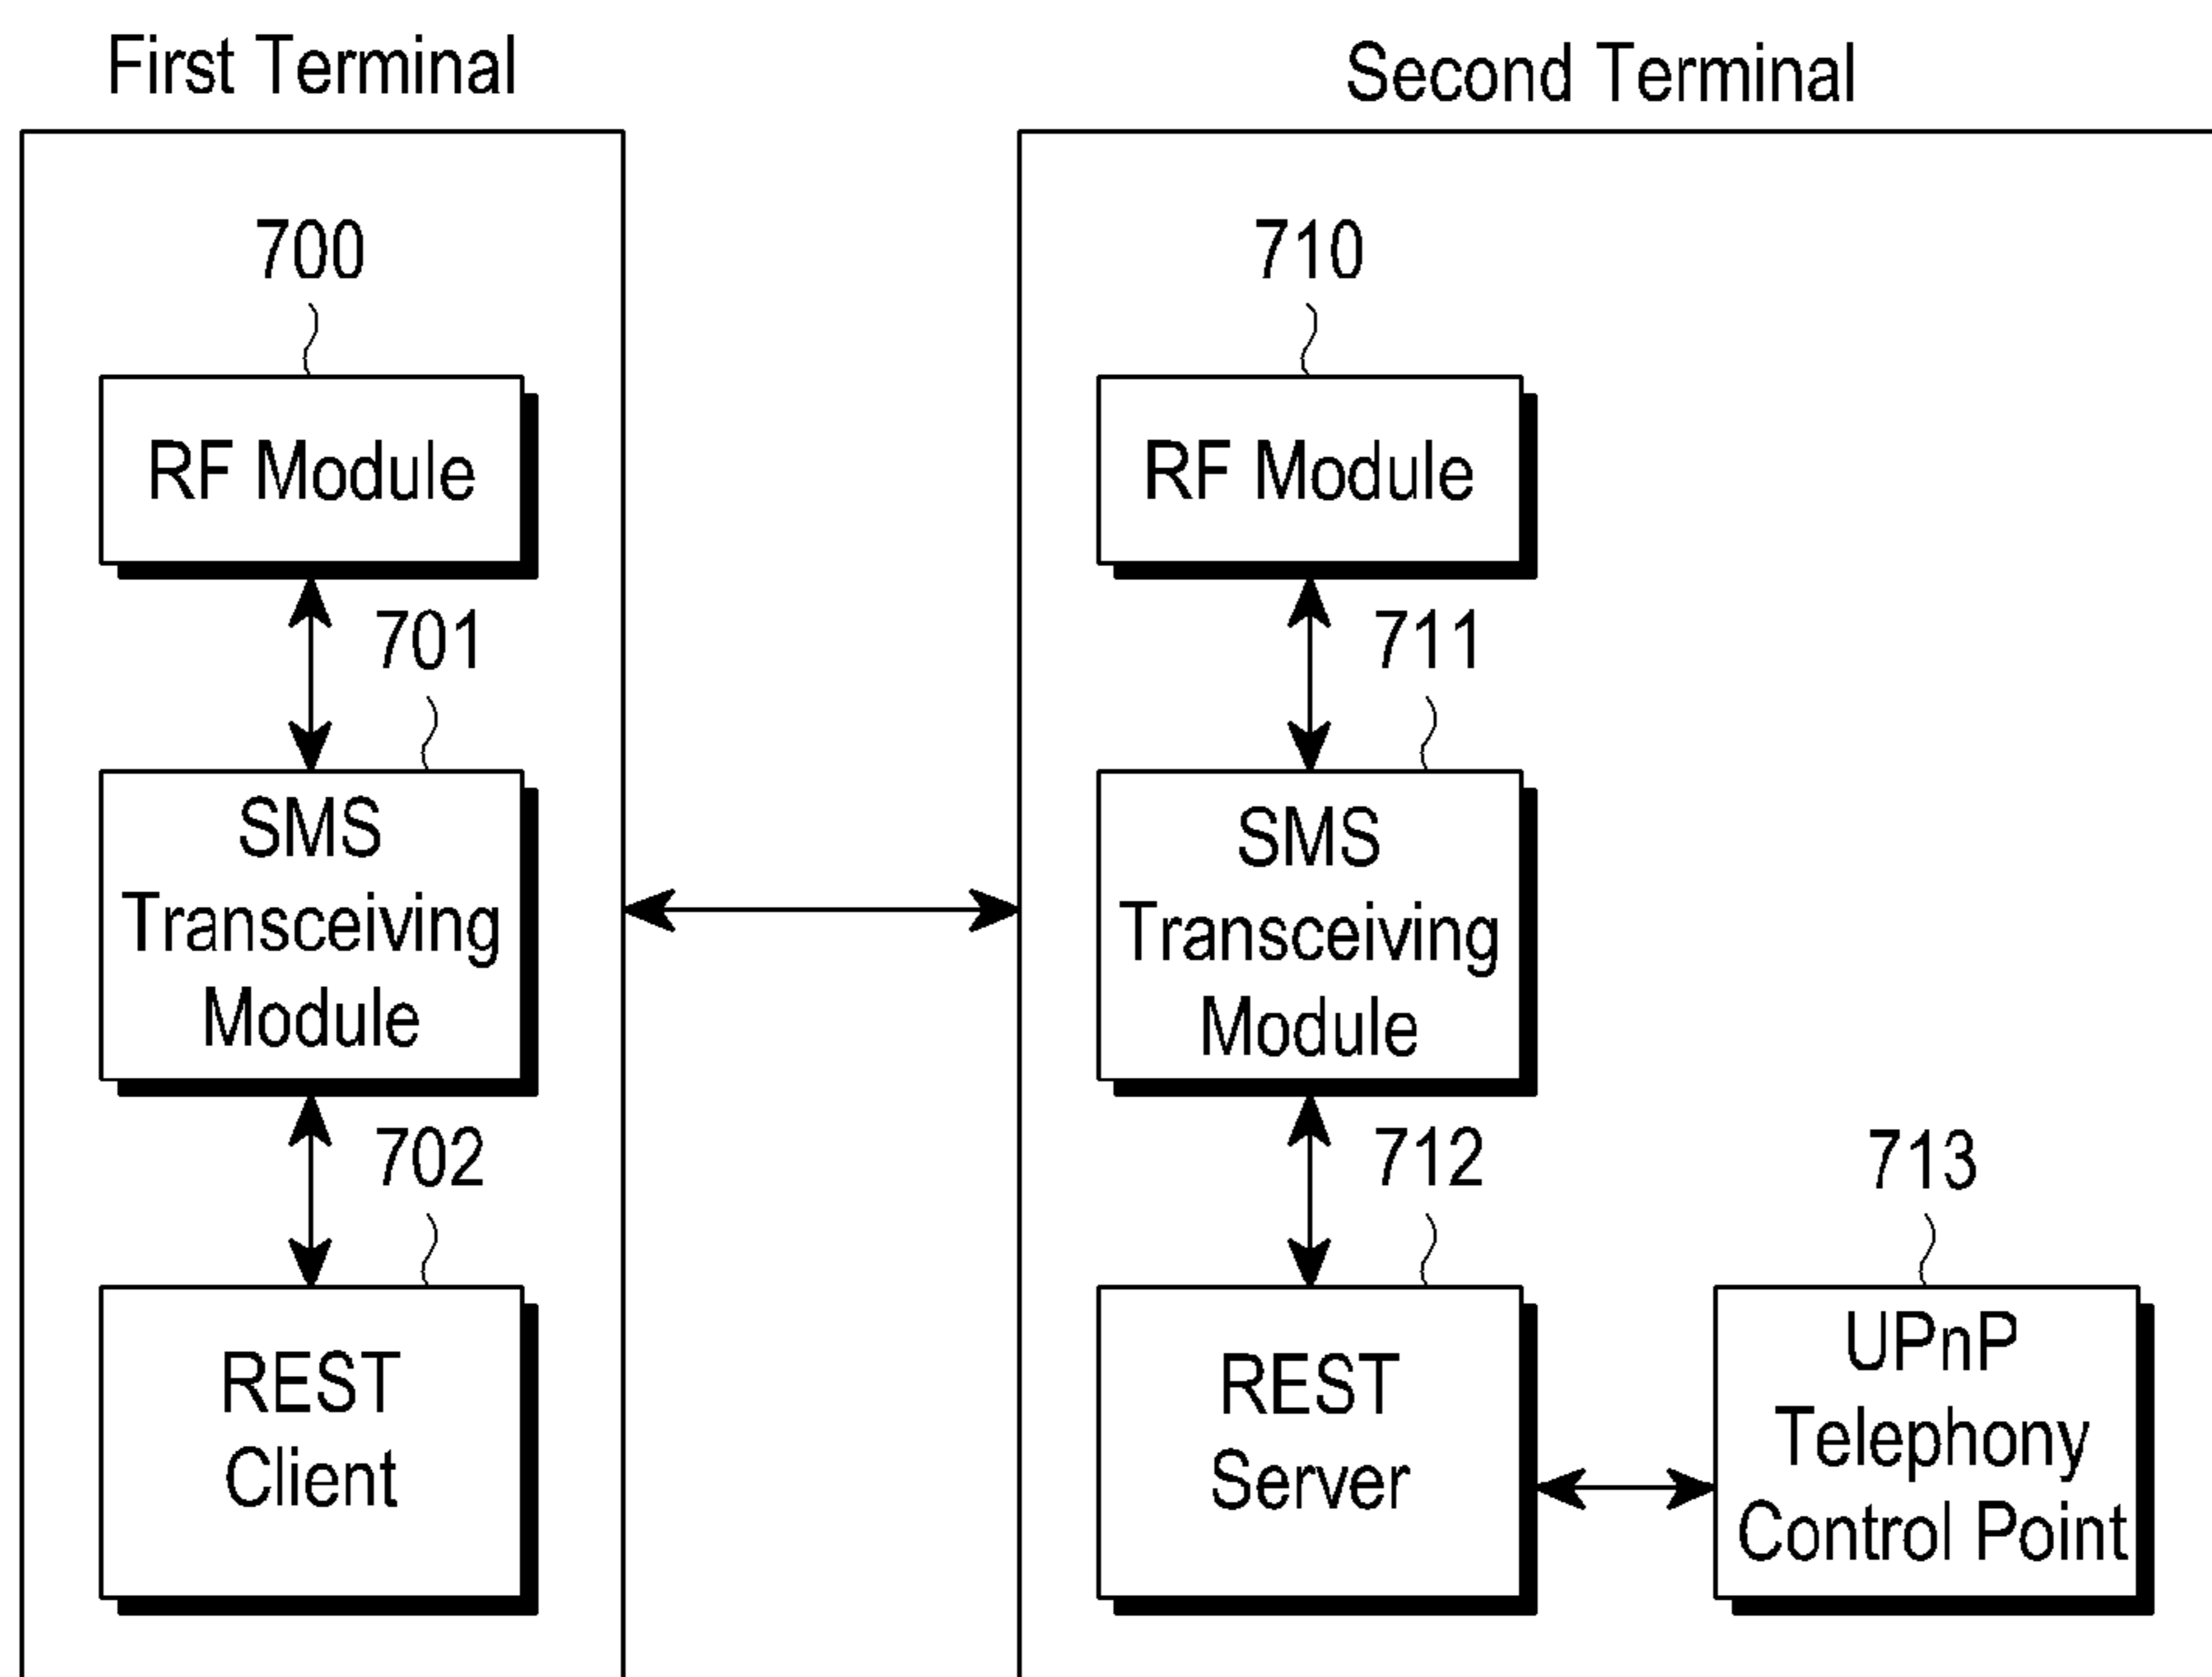 First Terminal
700
RF Module
701
SMS
Transceiving
Module
702
REST
Client
Second Terminal
710
RF Module
711
SMS
Transceiving
Module
712
REST
Server
713
UPnP
Telephony
Control Point